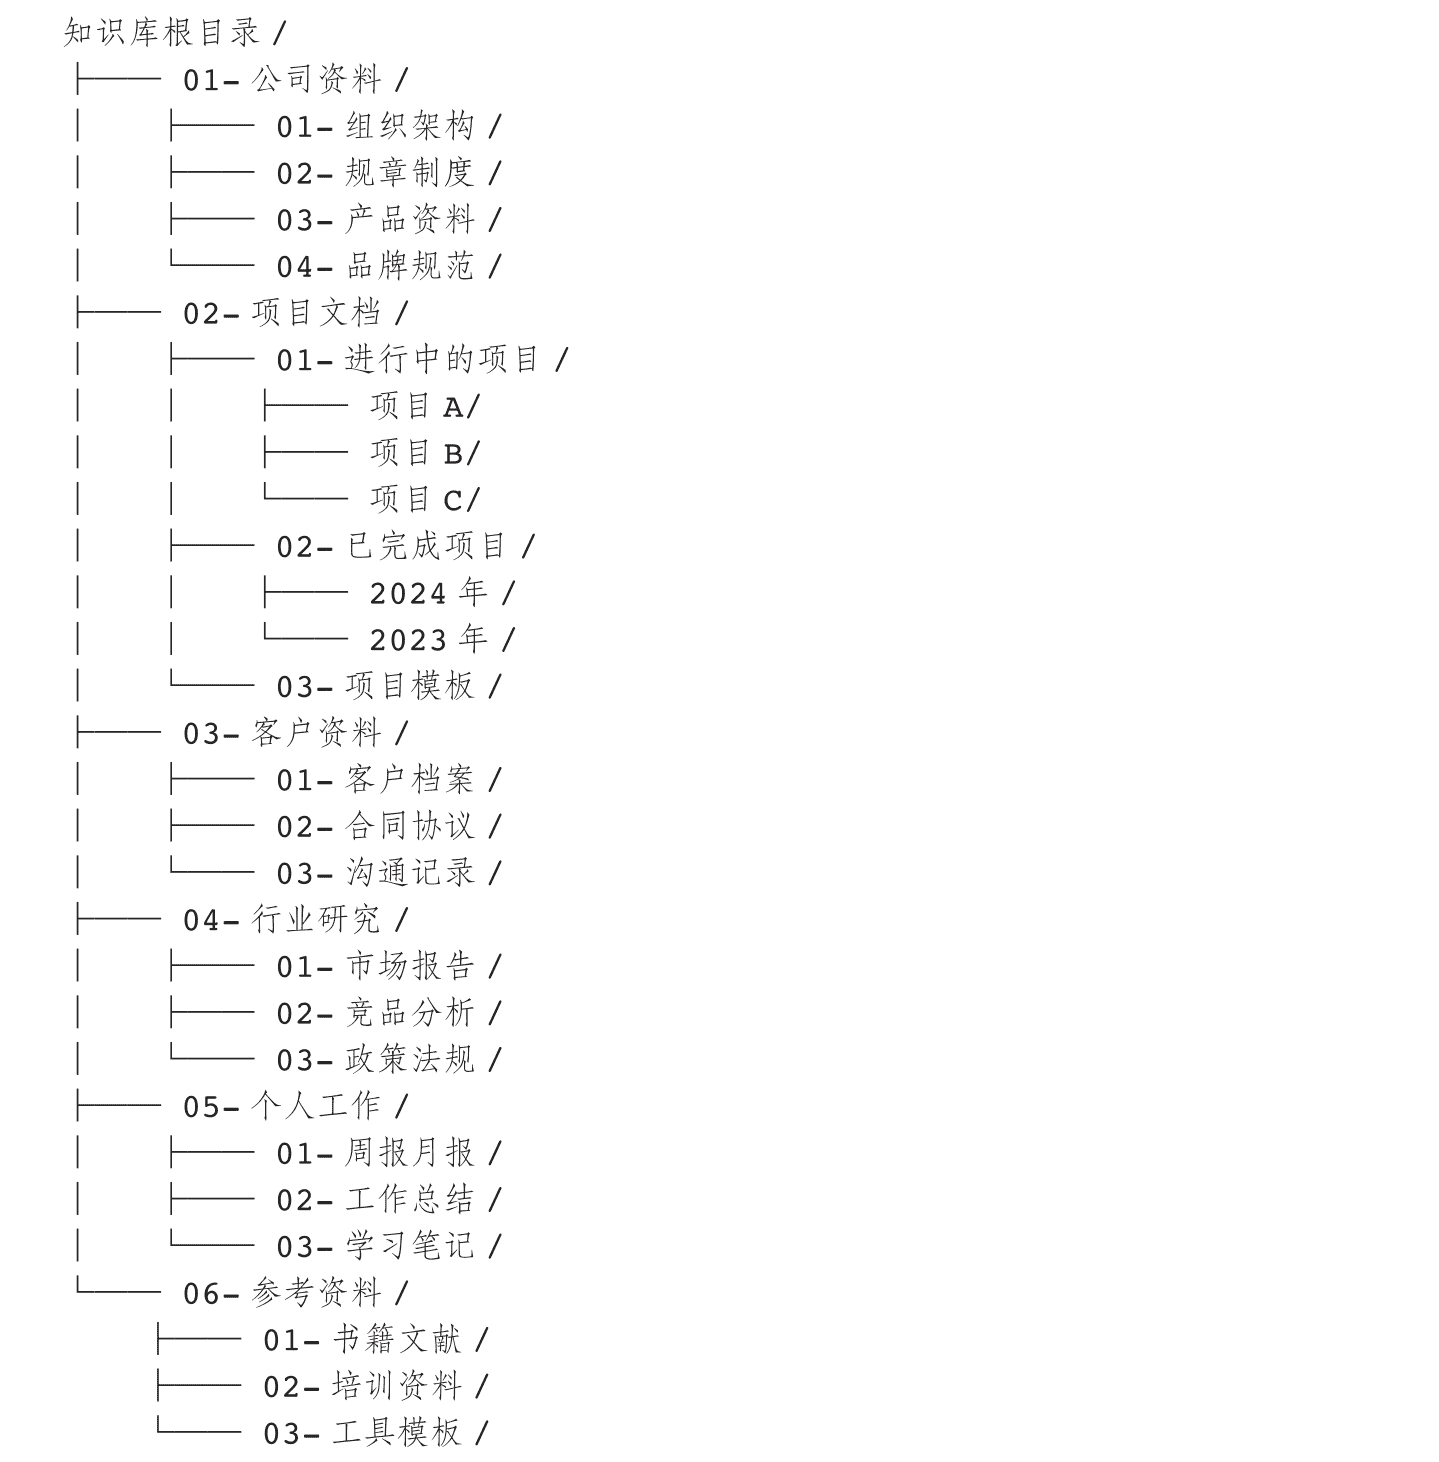 知识库根目录/
├── 01-公司资料/
│   ├── 01-组织架构/
│   ├── 02-规章制度/
│   ├── 03-产品资料/
│   └── 04-品牌规范/
├── 02-项目文档/
│   ├── 01-进行中的项目/
│   │   ├── 项目A/
│   │   ├── 项目B/
│   │   └── 项目C/
│   ├── 02-已完成项目/
│   │   ├── 2024年/
│   │   └── 2023年/
│   └── 03-项目模板/
├── 03-客户资料/
│   ├── 01-客户档案/
│   ├── 02-合同协议/
│   └── 03-沟通记录/
├── 04-行业研究/
│   ├── 01-市场报告/
│   ├── 02-竞品分析/
│   └── 03-政策法规/
├── 05-个人工作/
│   ├── 01-周报月报/
│   ├── 02-工作总结/
│   └── 03-学习笔记/
└── 06-参考资料/
    ├── 01-书籍文献/
    ├── 02-培训资料/
    └── 03-工具模板/